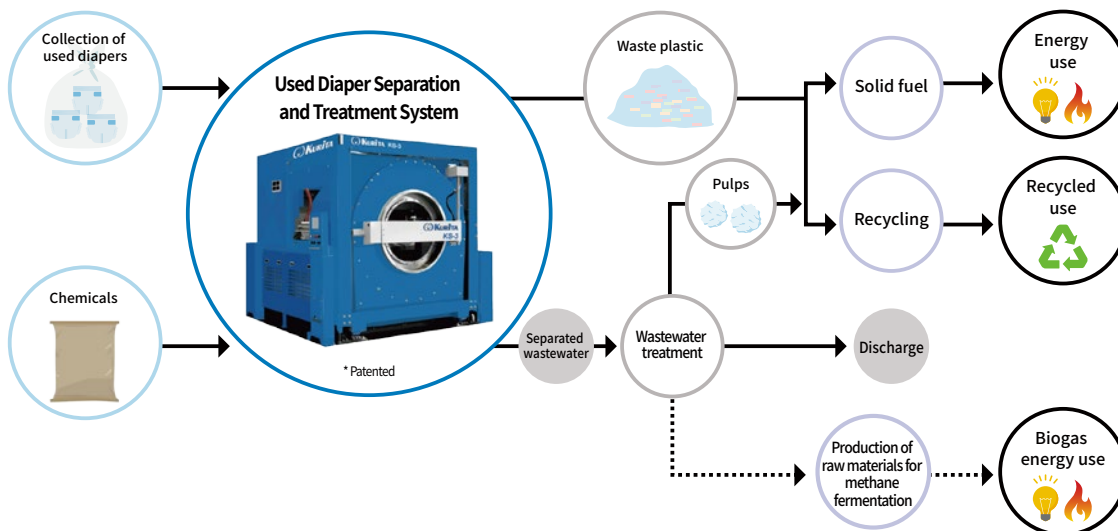 Collection of
used diapers
Chemicals
Used Diaper Separation
and Treatment System
KURITA KS-3
KURITA
KS-3
* Patented
Waste plastic
Pulps
Separated
wastewater
Wastewater
treatment
Solid fuel
Recycling
Discharge
Production of
raw materials for
methane
fermentation
Energy
use
Recycled
use
Biogas
energy use